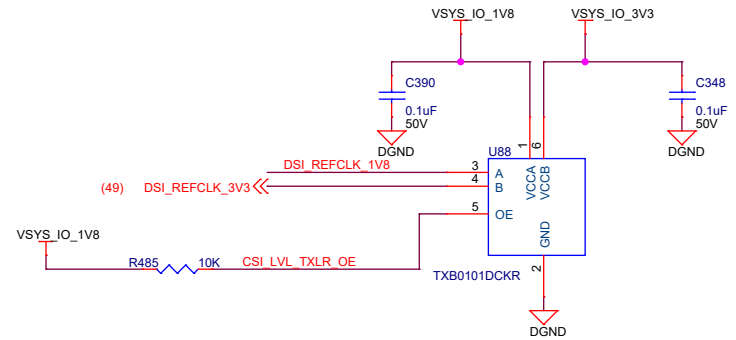 VSYS_IO_1V8
VSYS_IO_3V3
C390
0.1uF
50V
DGND
C348
0.1uF
50V
DGND
U88
1
6
DSI_REFCLK_1V8
3
A
VCCA
VCCB
(49)
DSI_REFCLK_3V3
4
B
5
OE
GND
VSYS_IO_1V8
R485
10K
CSI_LVL_TXLR_OE
2
TXB0101DCKR
DGND